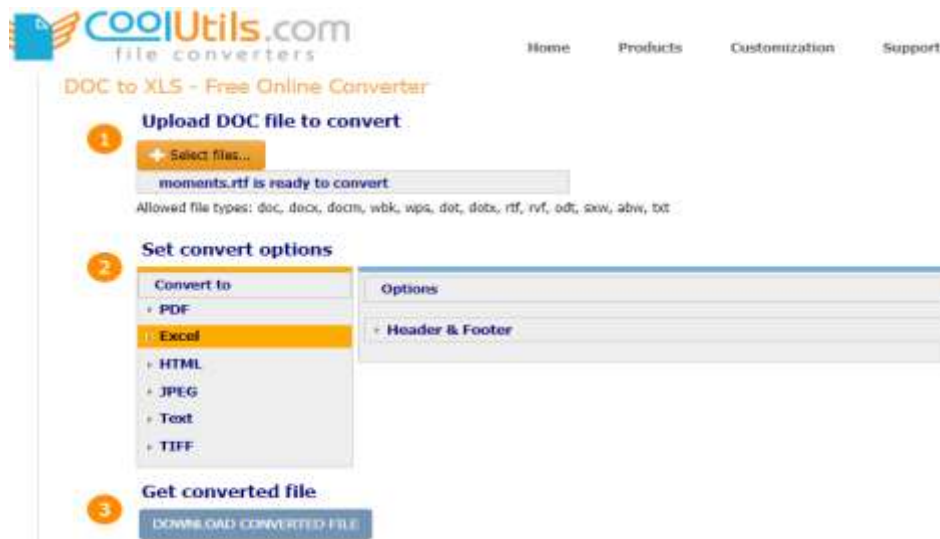 CoolUtils.com
file converters
Home Products Customization Support
DOC to XLS - Free Online Converter
1 Upload DOC file to convert
Select files...
moments.rtf is ready to convert
Allowed file types: doc, docx, docm, wbk, wps, dot, dotx, rtf, rvf, odt, sxw, abw, txt
2 Set convert options
Convert to
Options
PDF
Excel
Header & Footer
HTML
JPEG
Text
TIFF
3 Get converted file
DOWNLOAD CONVERTED FILE